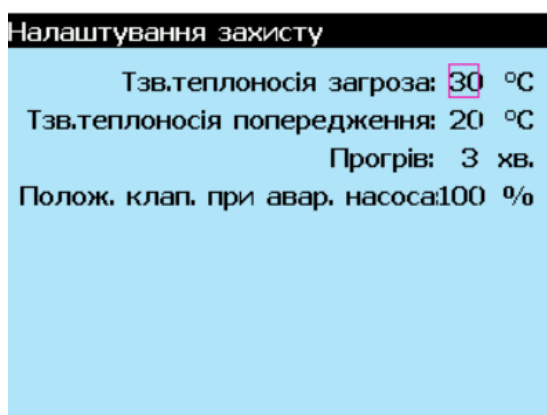 Налаштування захисту
Тзв.теплоносія загроза: 30 °C
Тзв.теплоносія попередження: 20 °C
Прогрів: 3 хв.
Полож. клап. при авар. насоса:100 %